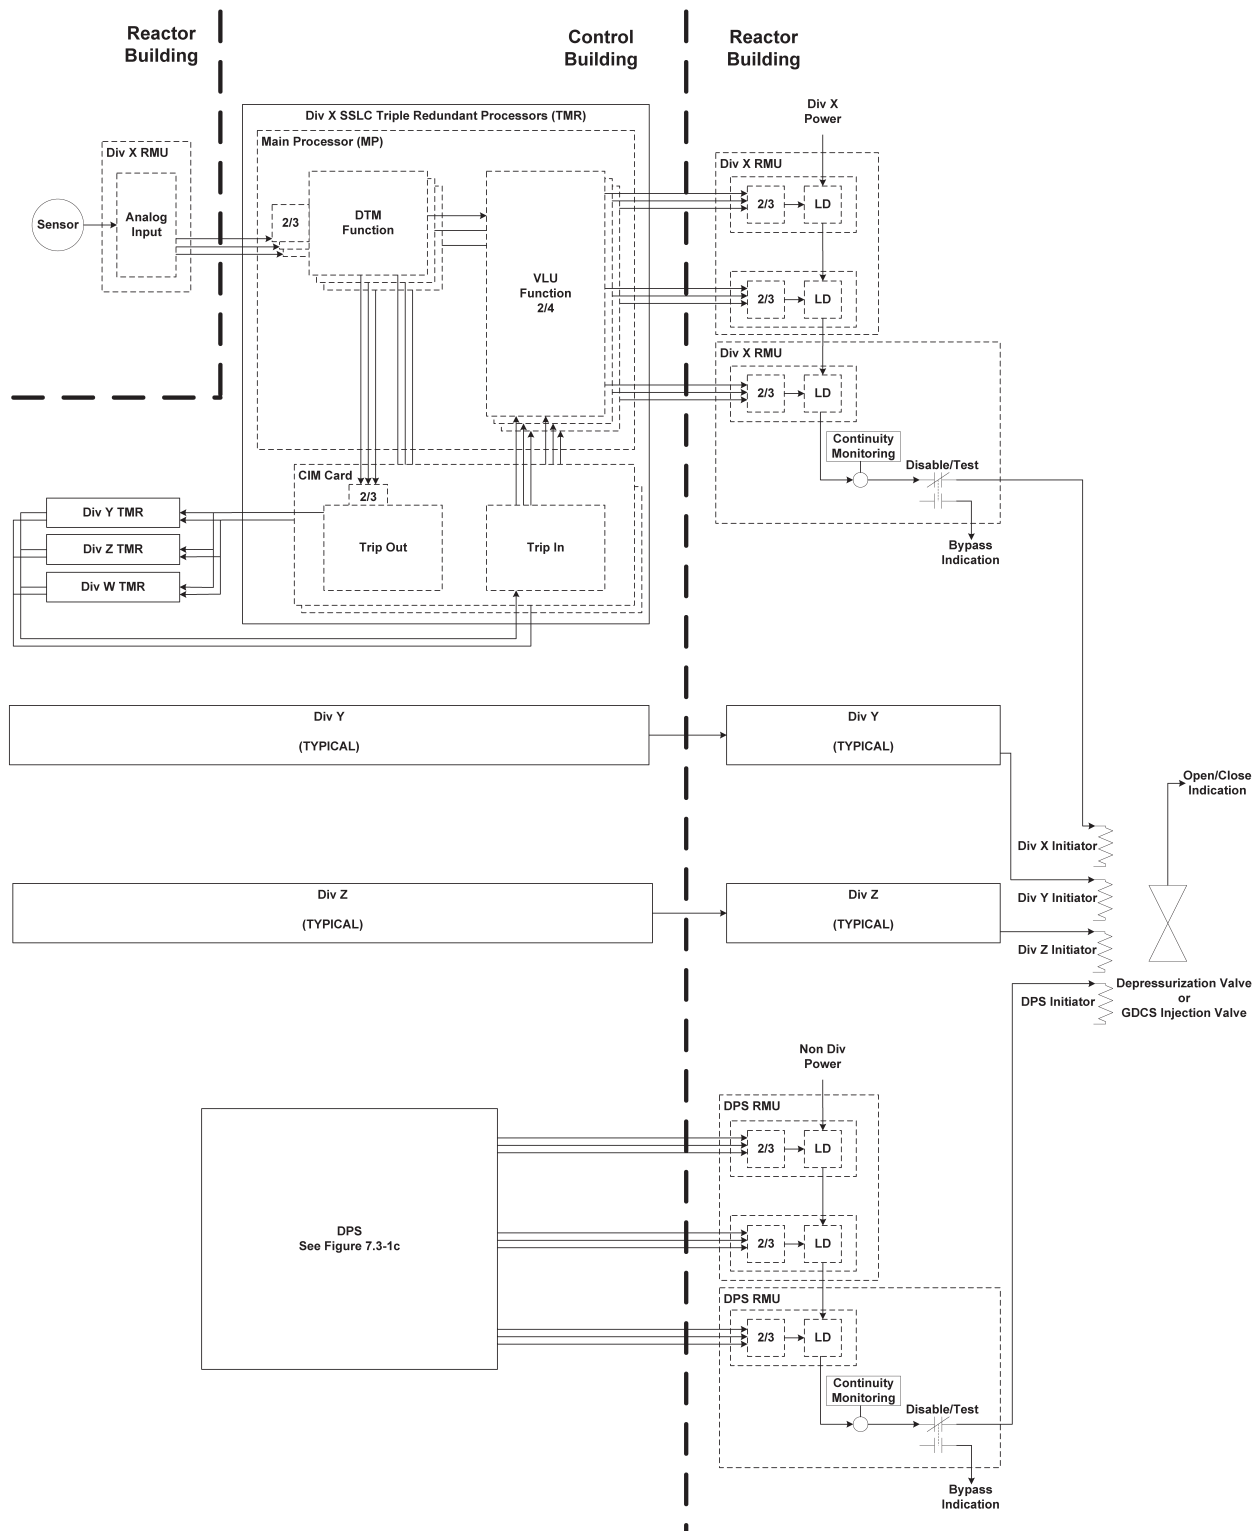 Reactor
Building
Control
Building
Reactor
Building
Div X SSLC Triple Redundant Processors (TMR)
Main Processor (MP)
Div X RMU
Sensor
Analog
Input
2/3
DTM
Function
VLU
Function
2/4
CIM Card
2/3
Trip Out
Trip In
Div Y TMR
Div Z TMR
Div W TMR
Div X
Power
Div X RMU
2/3
LD
2/3
LD
Div X RMU
2/3
LD
Continuity
Monitoring
Disable/Test
Bypass
Indication
Div Y
(TYPICAL)
Div Y
(TYPICAL)
Div Z
(TYPICAL)
Div Z
(TYPICAL)
Open/Close
Indication
Div X Initiator
Div Y Initiator
Div Z Initiator
DPS Initiator
Depressurization Valve
or
GDCS Injection Valve
Non Div
Power
DPS
See Figure 7.3-1c
DPS RMU
2/3
LD
2/3
LD
DPS RMU
2/3
LD
Continuity
Monitoring
Disable/Test
Bypass
Indication